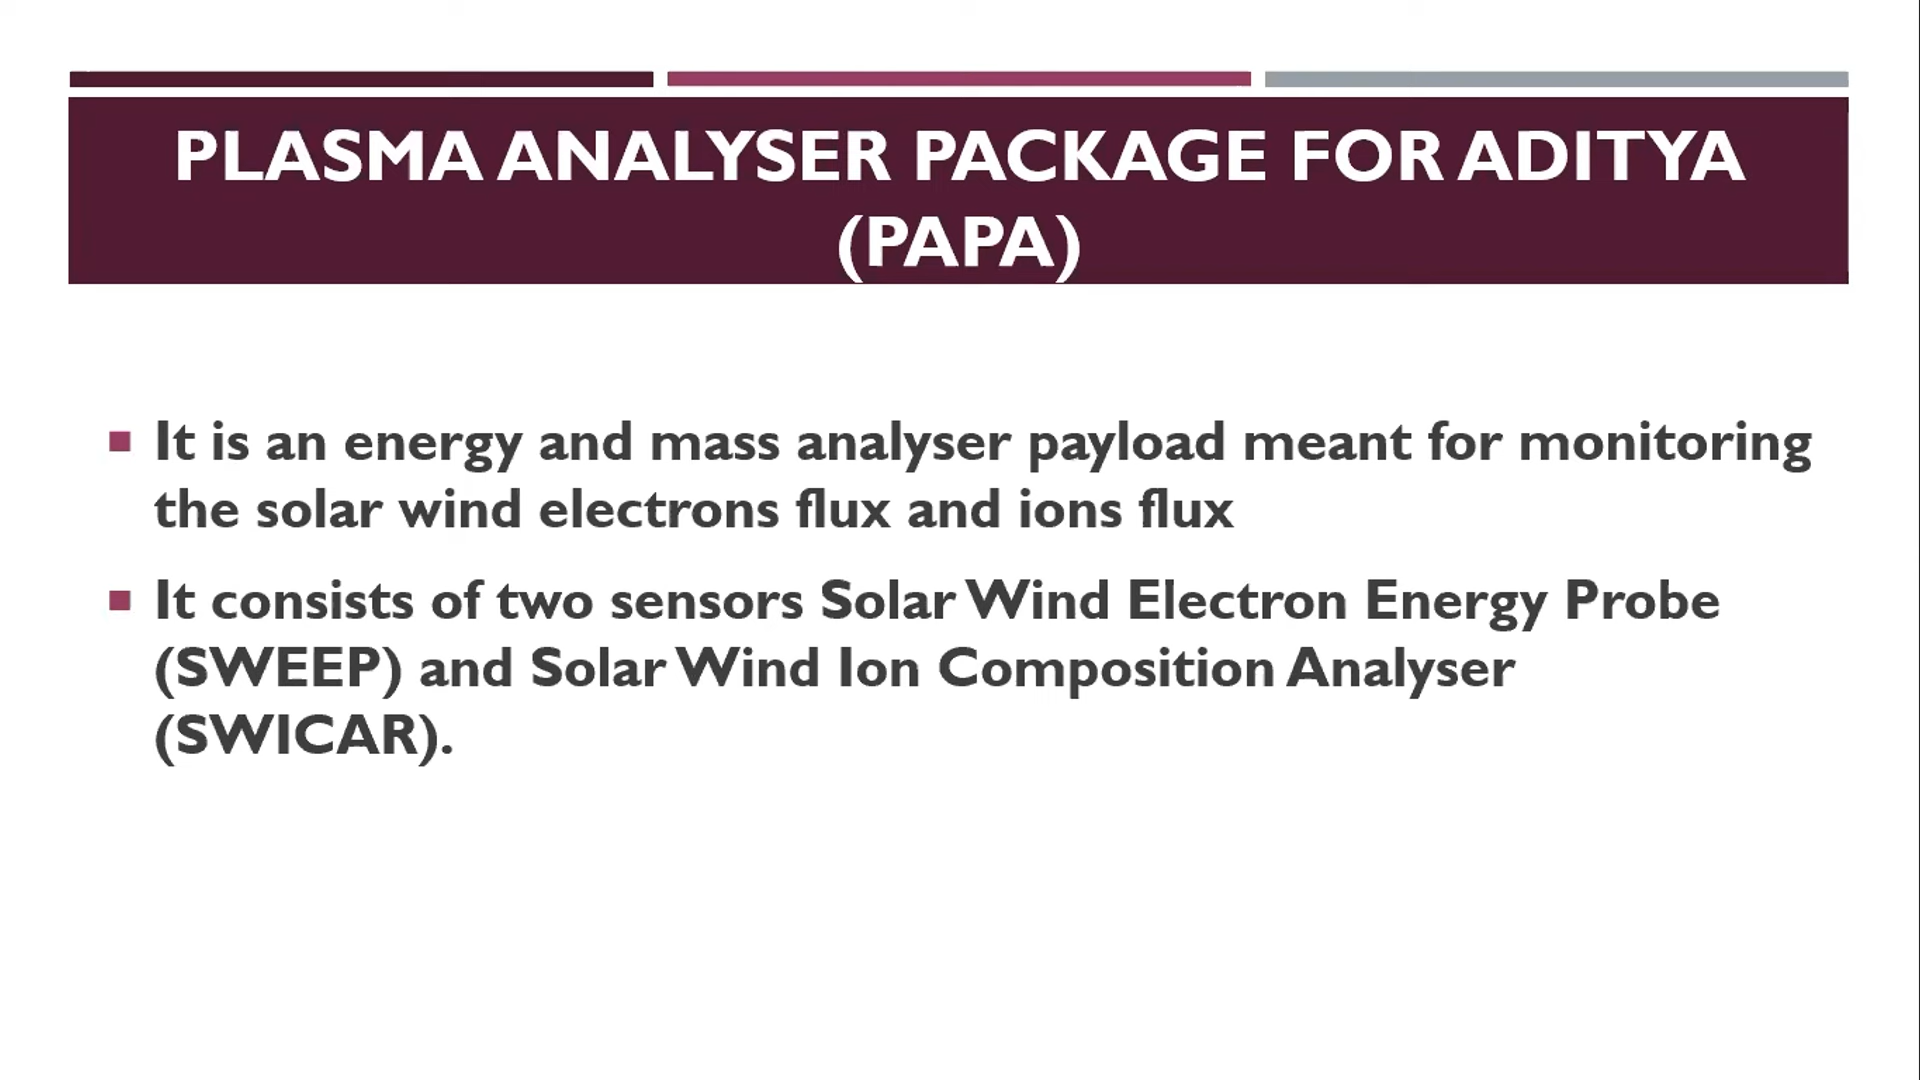 PLASMA ANALYSER PACKAGE FOR ADITYA
(PAPA)
It is an energy and mass analyser payload meant for monitoring
the solar wind electrons flux and ions flux
It consists of two sensors Solar Wind Electron Energy Probe
(SWEEP) and Solar Wind Ion Composition Analyser
(SWICAR).